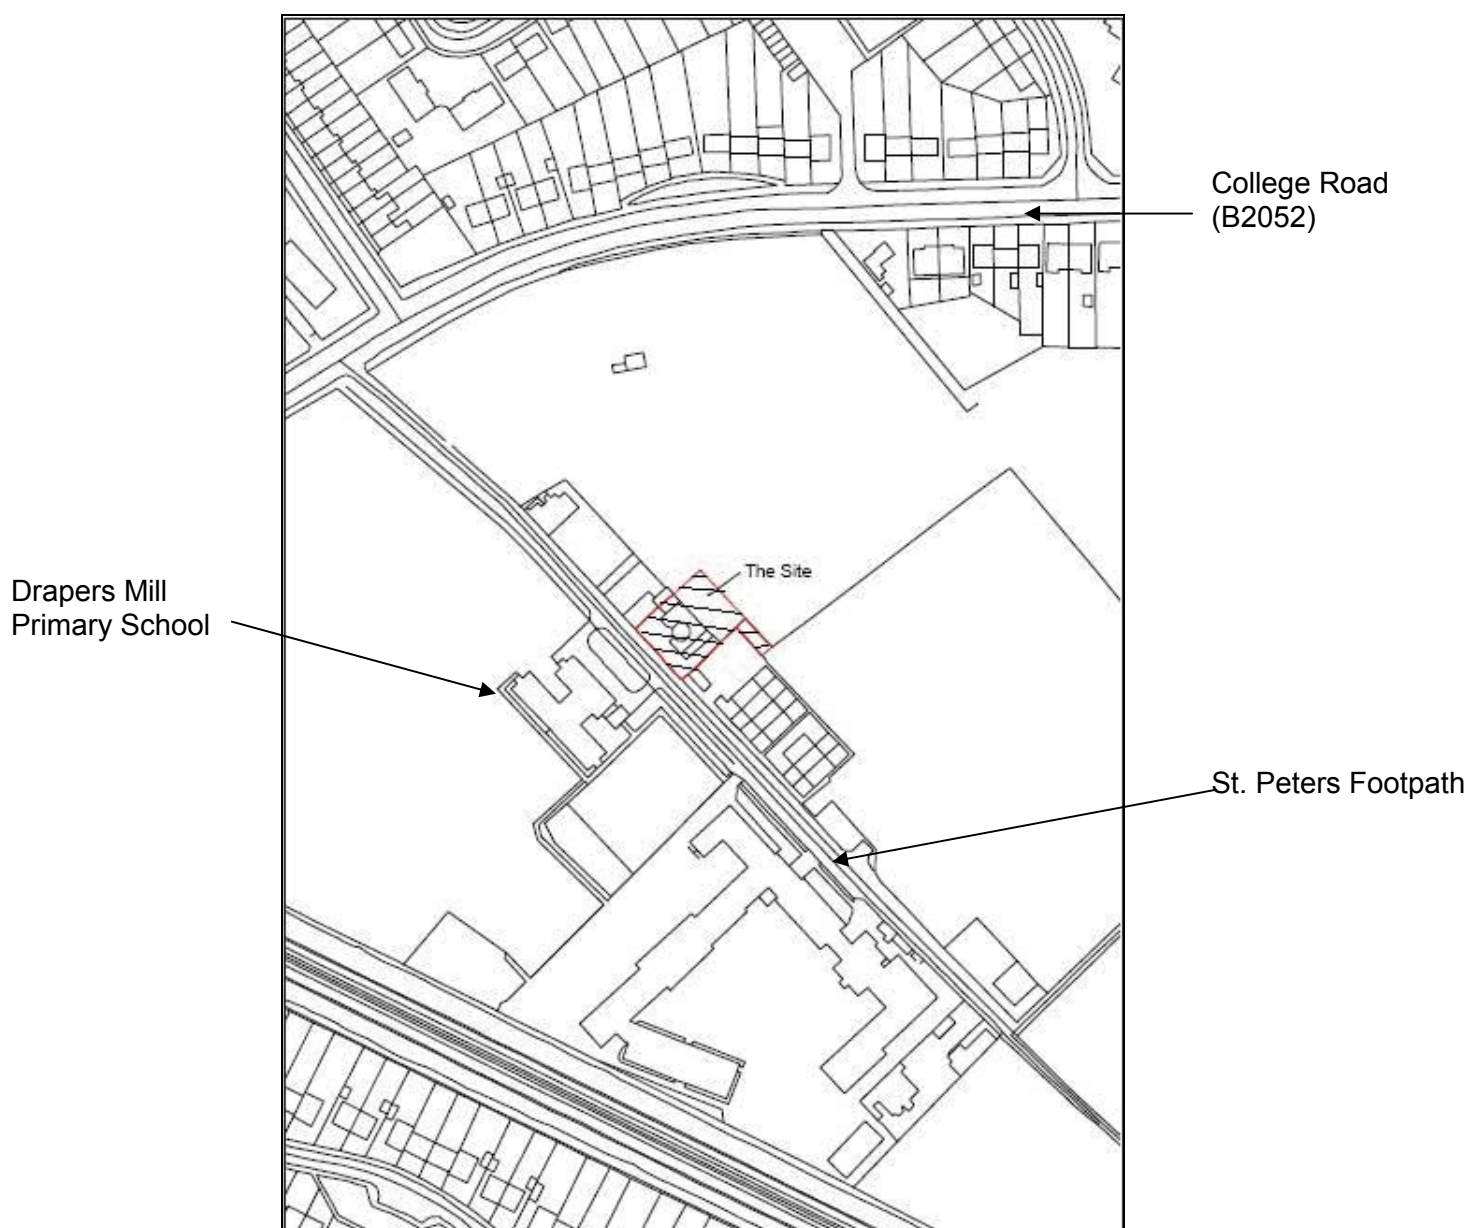 College Road
(B2052)
The Site
Drapers Mill
Primary School
St. Peters Footpath